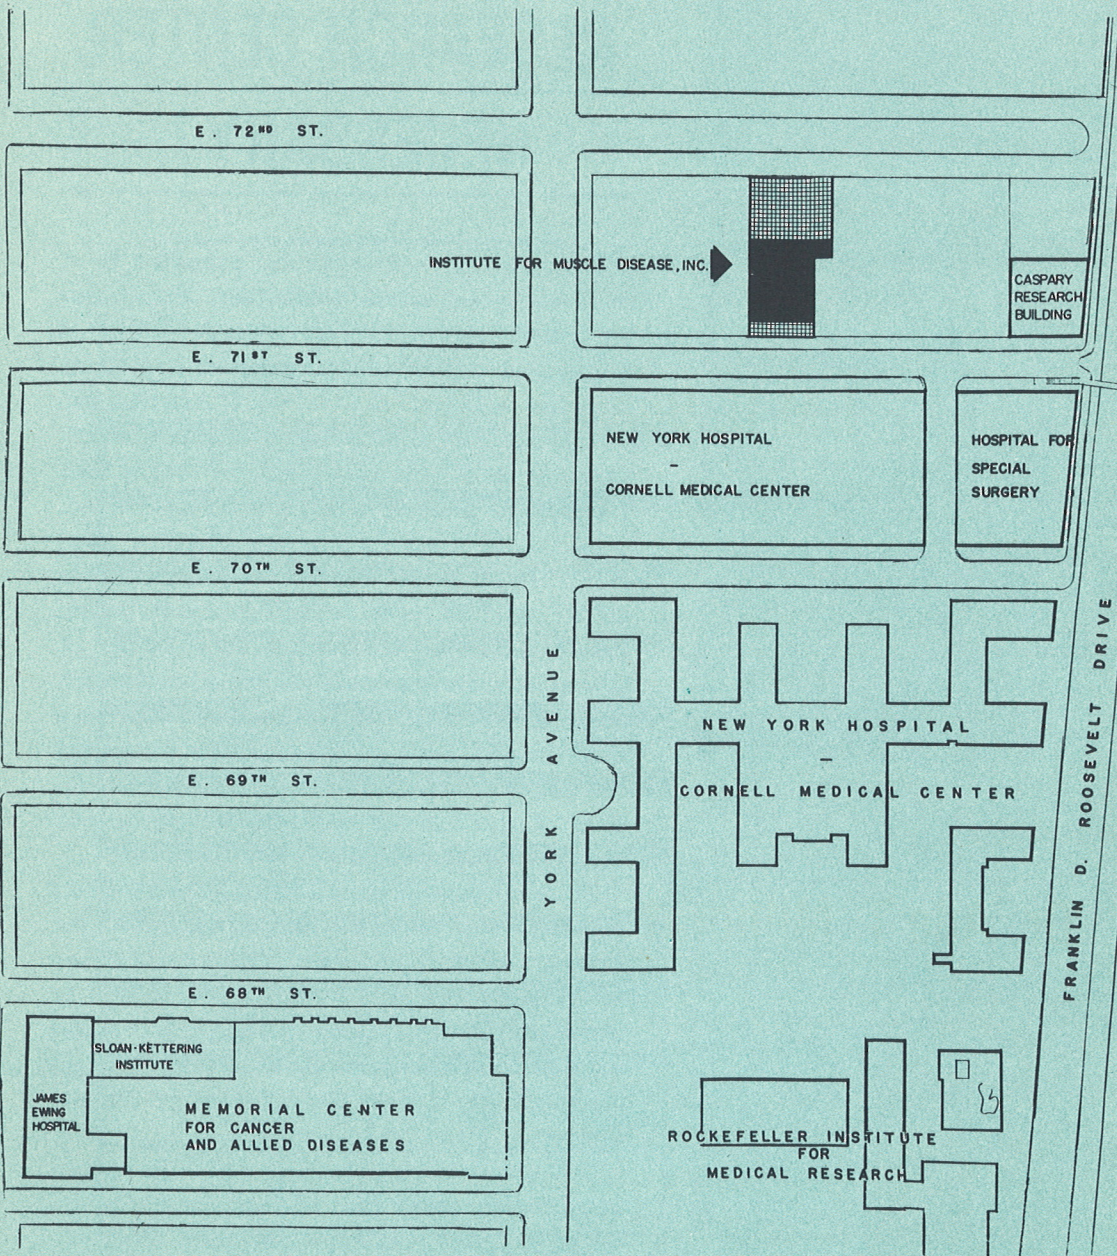 E. 72ND ST.
INSTITUTE FOR MUSCLE DISEASE, INC.
CASPARY
RESEARCH
BUILDING
E. 71ST ST.
NEW YORK HOSPITAL
–
CORNELL MEDICAL CENTER
HOSPITAL FOR
SPECIAL
SURGERY
E. 70TH ST.
YORK AVENUE
NEW YORK HOSPITAL
–
CORNELL MEDICAL CENTER
FRANKLIN D. ROOSEVELT DRIVE
E. 69TH ST.
E. 68TH ST.
SLOAN-KETTERING
INSTITUTE
JAMES
EWING
HOSPITAL
MEMORIAL CENTER
FOR CANCER
AND ALLIED DISEASES
ROCKEFELLER INSTITUTE
FOR
MEDICAL RESEARCH